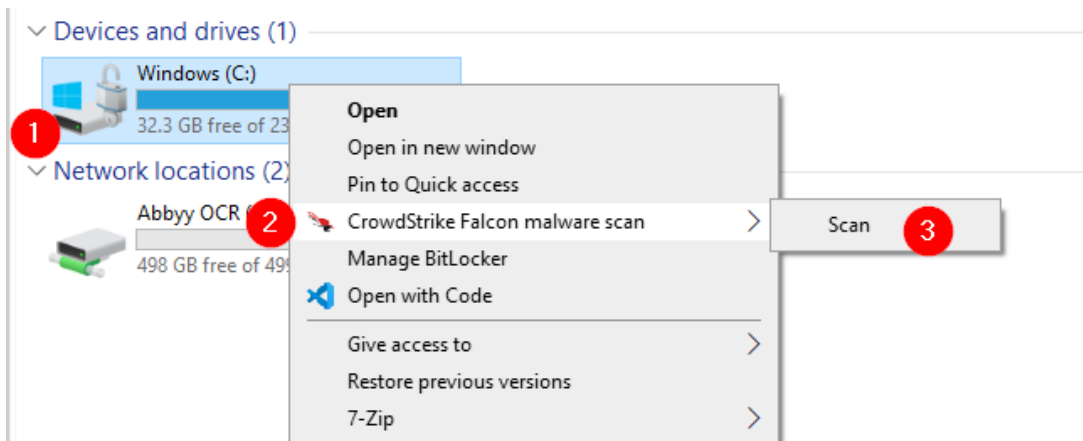 Devices and drives (1)
Windows (C:)
32.3 GB free of 23
1
Network locations (2)
Abbyy OCR
498 GB free of 499
Open
Open in new window
Pin to Quick access
2
CrowdStrike Falcon malware scan
Scan
3
Manage BitLocker
Open with Code
Give access to
Restore previous versions
7-Zip